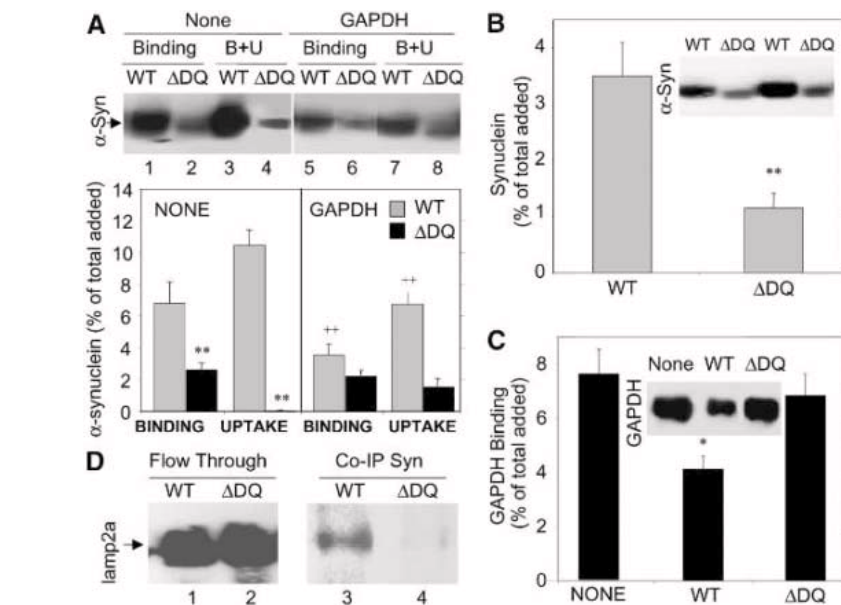 A
None GAPDH
Binding B+U Binding B+U
WT ΔDQ WT ΔDQ WT ΔDQ WT ΔDQ
α-Syn
1 2 3 4 5 6 7 8
α-synuclein (% of total added)
14
12
10
8
6
4
2
0
NONE
**
**
GAPDH
WT
ΔDQ
++
++
BINDING UPTAKE BINDING UPTAKE
B
Synuclein
(% of total added)
4
3
2
1
0
WT ΔDQ WT ΔDQ
α-Syn
**
WT ΔDQ
C
GAPDH Binding
(% of total added)
8
6
4
2
0
None WT ΔDQ
GAPDH
*
NONE WT ΔDQ
D
Flow Through Co-IP Syn
WT ΔDQ WT ΔDQ
lamp2a
1 2 3 4